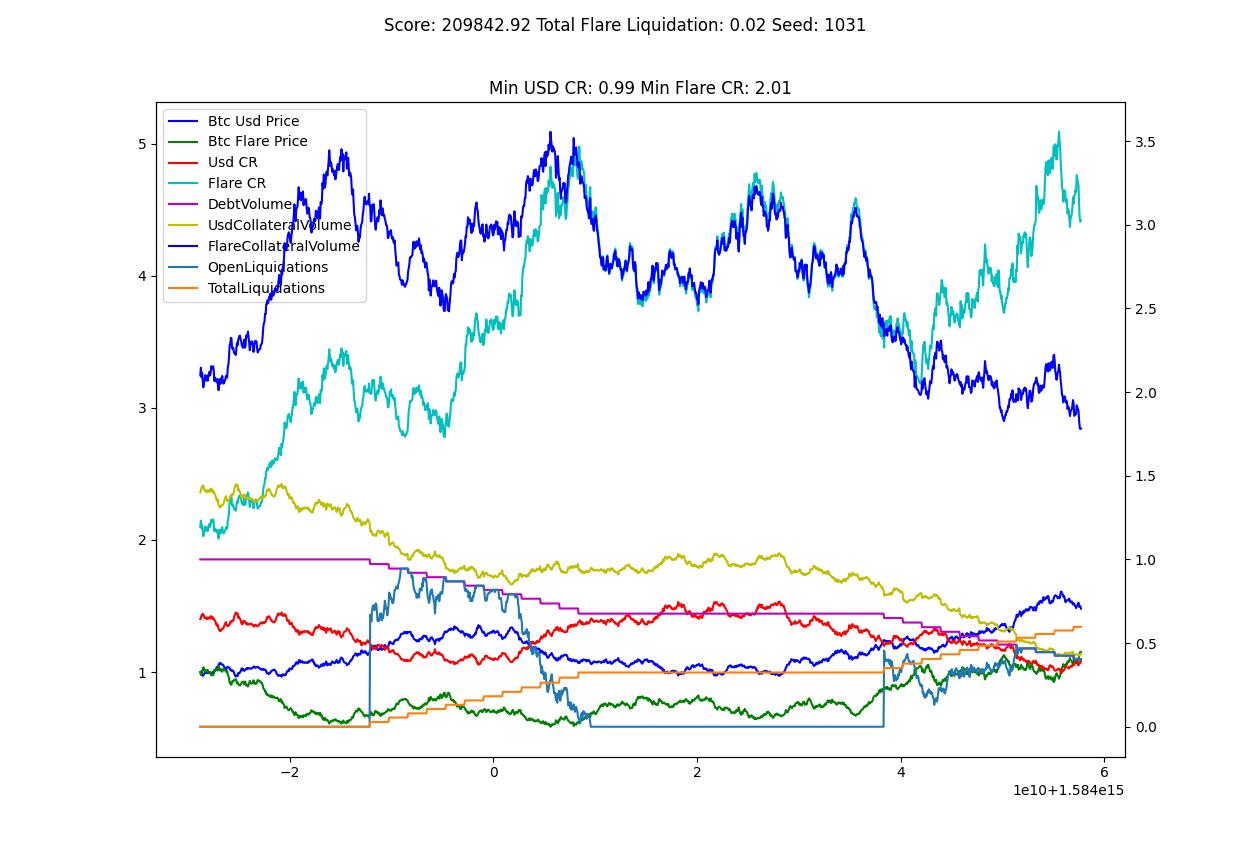 Score: 209842.92 Total Flare Liquidation: 0.02 Seed: 1031
Min USD CR: 0.99 Min Flare CR: 2.01
Btc Usd Price
Btc Flare Price
Usd CR
Flare CR
DebtVolume
UsdCollateralVolume
FlareCollateralVolume
OpenLiquidations
TotalLiquidations
5
4
3
2
1
3.5
3.0
2.5
2.0
1.5
1.0
0.5
0.0
−2
0
2
4
6
1e10+1.584e15